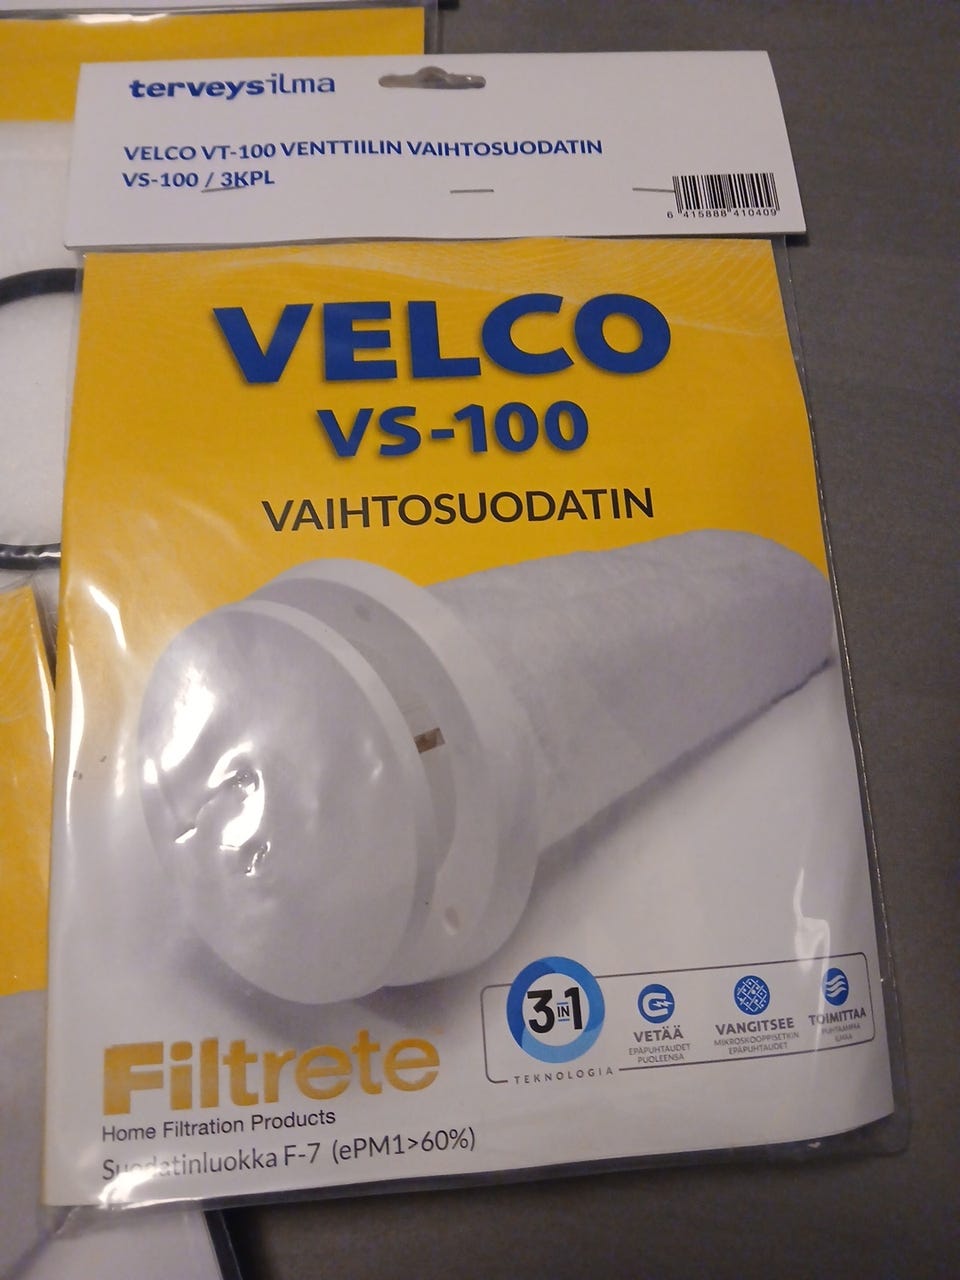 terveysilma
VELCO VT-100 VENTTIILIN VAIHTOSUODATIN
VS-100 / 3KPL
6 415888 410409
VELCO
VS-100
VAIHTOSUODATIN
3 IN 1
TEKNOLOGIA
VETÄÄ
EPÄPUHTAUDET
PUOLEENSA
VANGITSEE
MIKROSKOOPPISETKIN
EPÄPUHTAUDET
TOIMITTAA
PUHTAAMPAA
ILMAA
Filtrete
Home Filtration Products
Suodatinluokka F-7 (ePM1>60%)